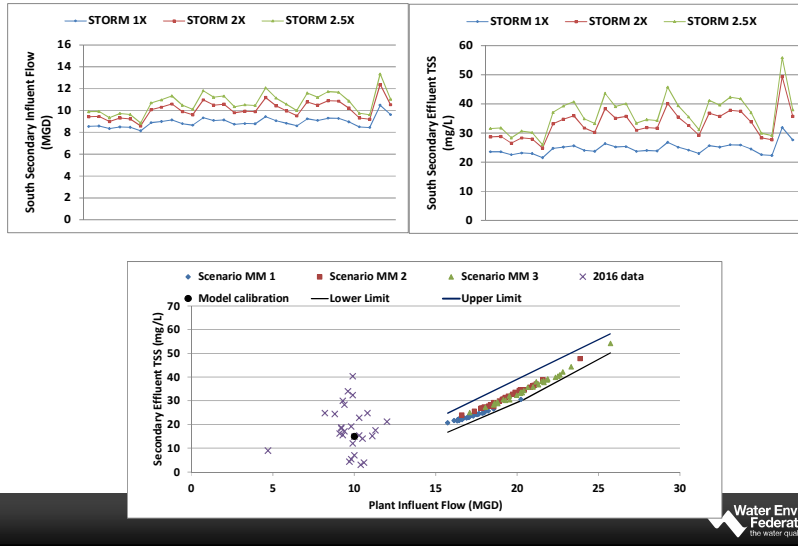 STORM 1X STORM 2X STORM 2.5X
South Secondary Influent Flow
(MGD)
16
14
12
10
8
6
4
2
0
STORM 1X STORM 2X STORM 2.5X
South Secondary Effluent TSS
(mg/L)
60
50
40
30
20
10
0
Scenario MM 1 Scenario MM 2 Scenario MM 3 2016 data
Model calibration Lower Limit Upper Limit
Secondary Effluent TSS (mg/L)
70
60
50
40
30
20
10
0
0 5 10 15 20 25 30
Plant Influent Flow (MGD)
Water Env
Federat
the water qual